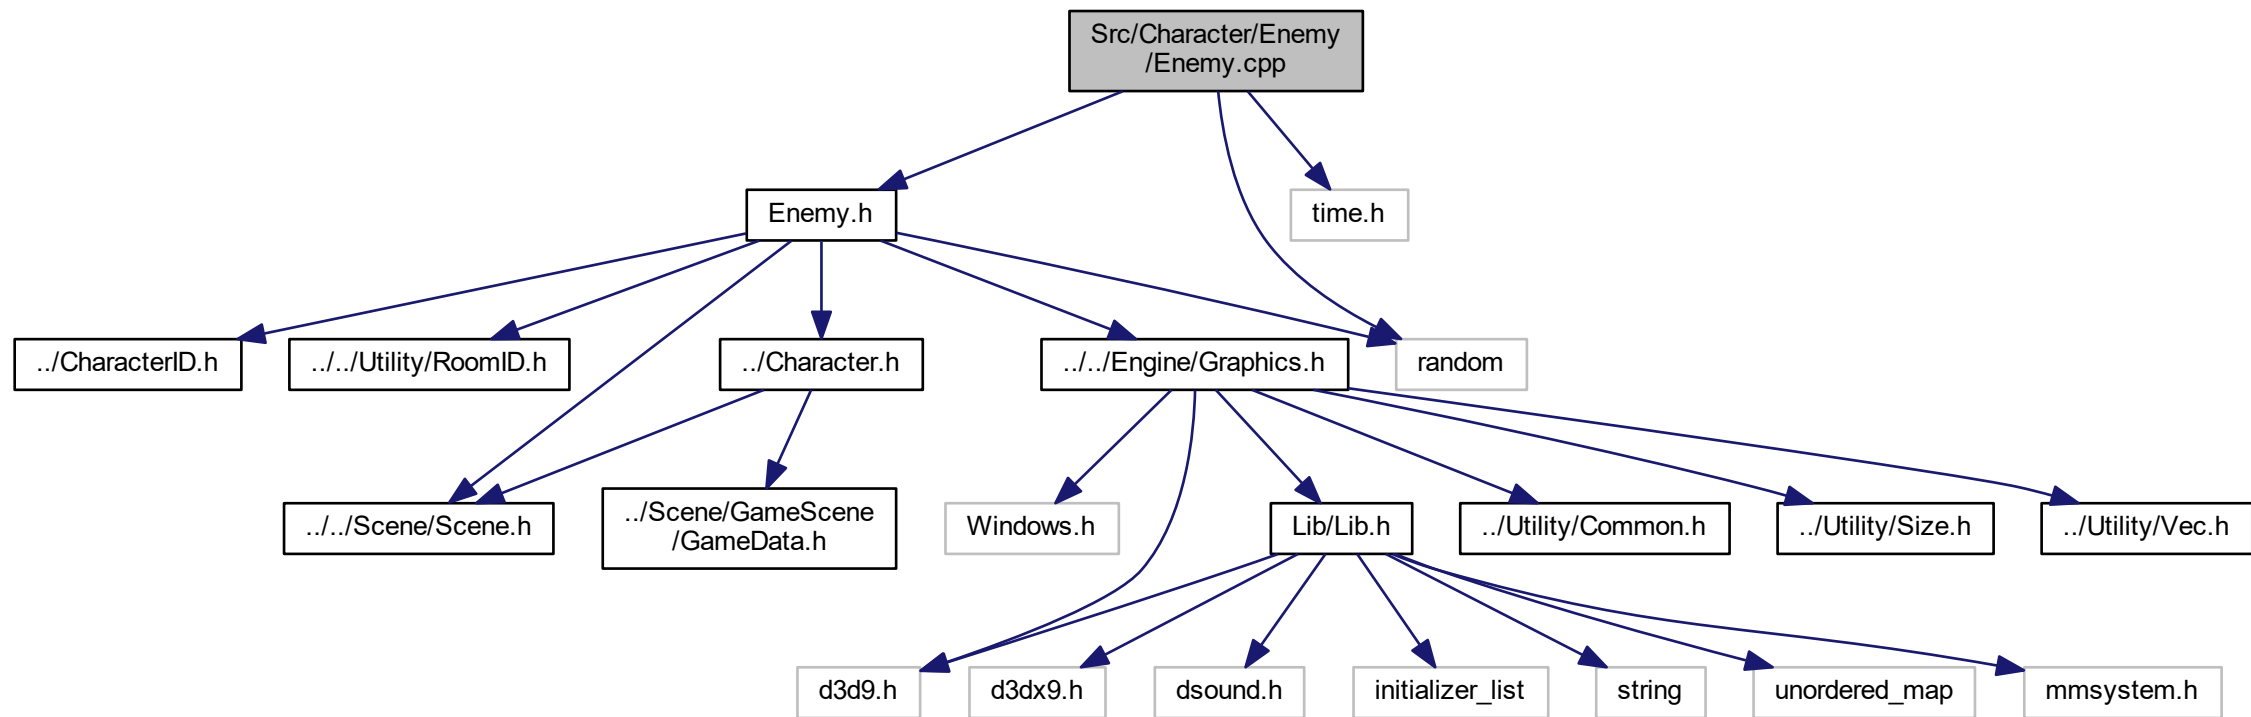 Src/Character/Enemy
/Enemy.cpp
Enemy.h
time.h
../CharacterID.h
../../Utility/RoomID.h
../Character.h
../../Engine/Graphics.h
random
../../Scene/Scene.h
../Scene/GameScene
/GameData.h
Windows.h
Lib/Lib.h
../Utility/Common.h
../Utility/Size.h
../Utility/Vec.h
d3d9.h
d3dx9.h
dsound.h
initializer_list
string
unordered_map
mmsystem.h